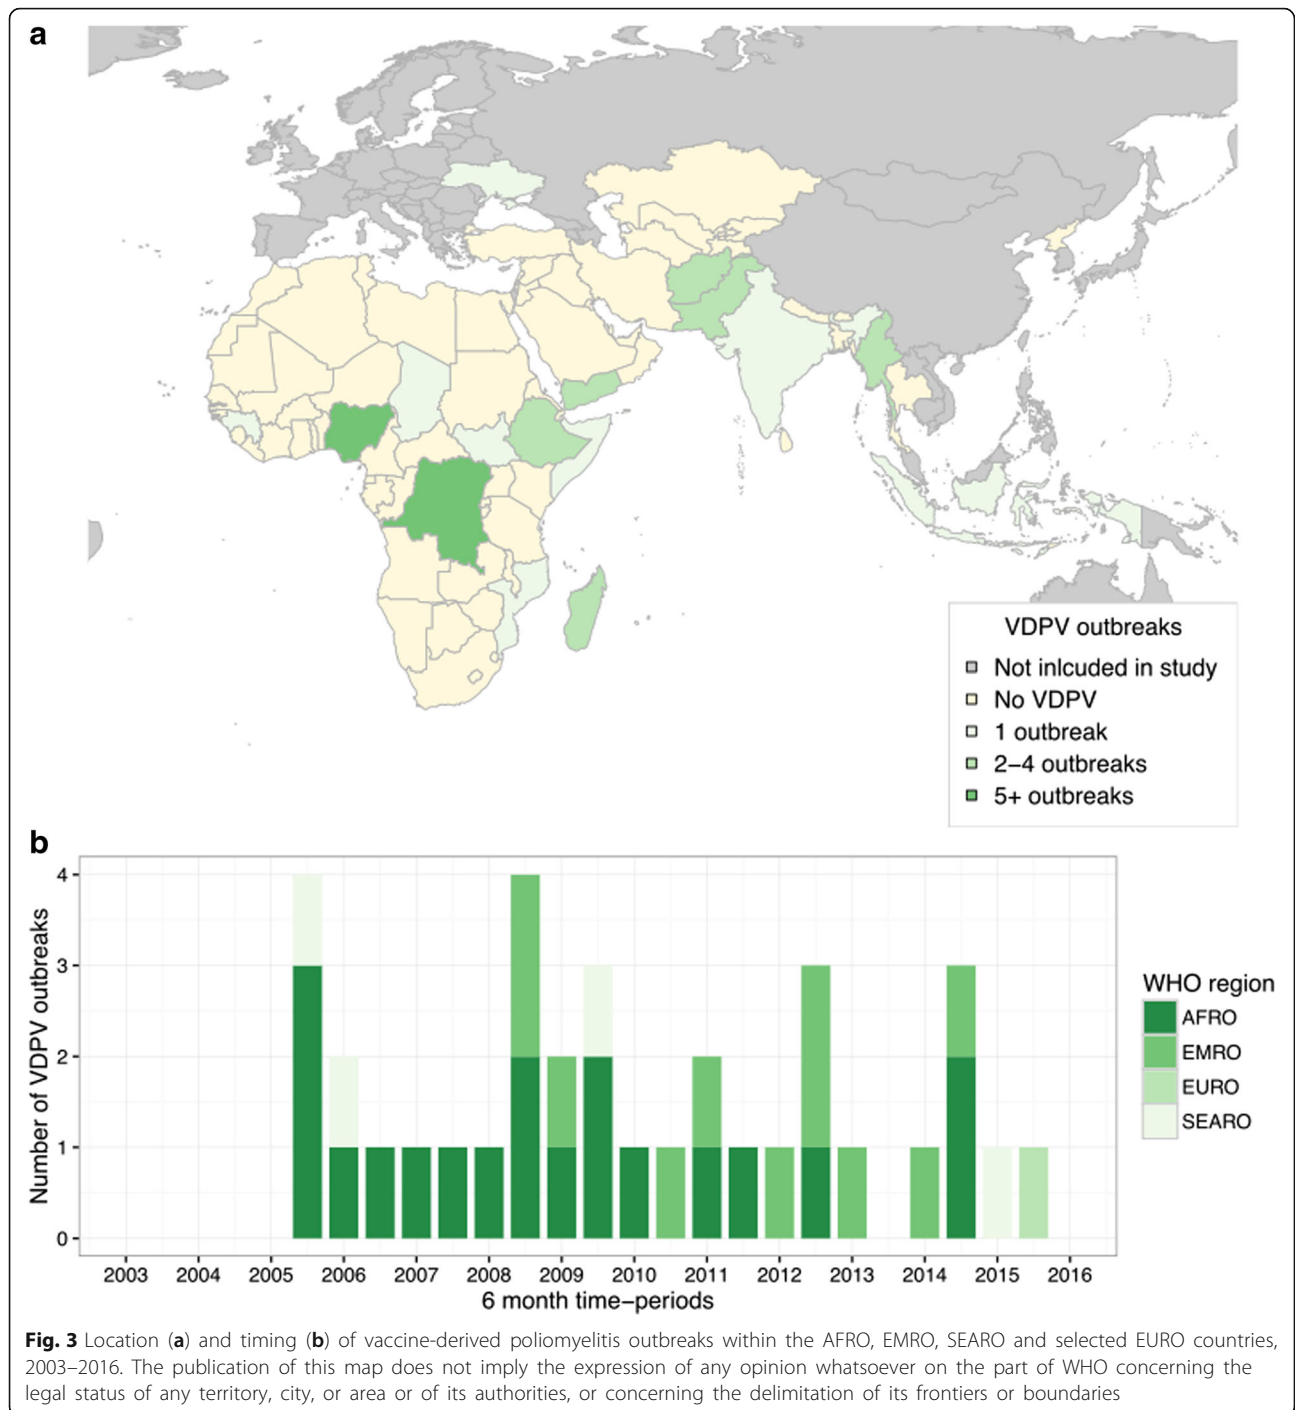 a
VDPV outbreaks
Not inlcuded in study
No VDPV
1 outbreak
2–4 outbreaks
5+ outbreaks
b
Number of VDPV outbreaks
4
3
2
1
0
2003 2004 2005 2006 2007 2008 2009 2010 2011 2012 2013 2014 2015 2016
6 month time–periods
WHO region
AFRO
EMRO
EURO
SEARO
Fig. 3 Location (a) and timing (b) of vaccine-derived poliomyelitis outbreaks within the AFRO, EMRO, SEARO and selected EURO countries,
2003–2016. The publication of this map does not imply the expression of any opinion whatsoever on the part of WHO concerning the
legal status of any territory, city, or area or of its authorities, or concerning the delimitation of its frontiers or boundaries